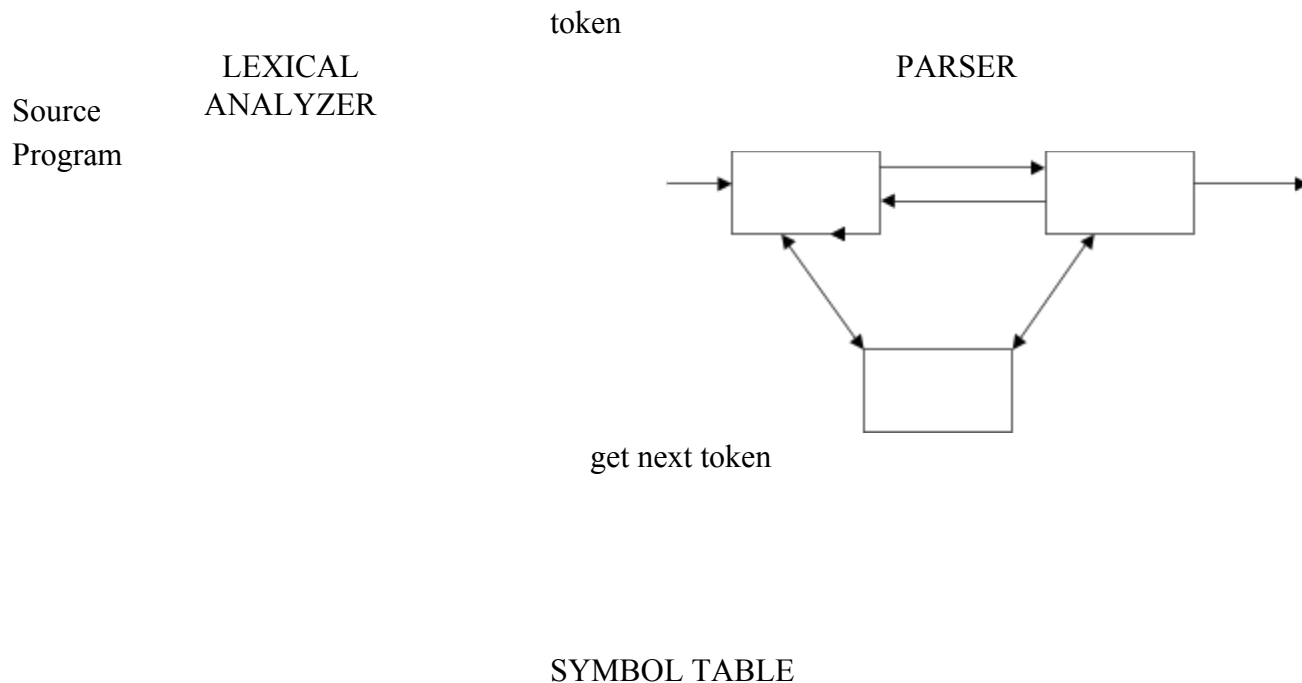 token
LEXICAL
ANALYZER
PARSER
Source
Program
get next token
SYMBOL TABLE